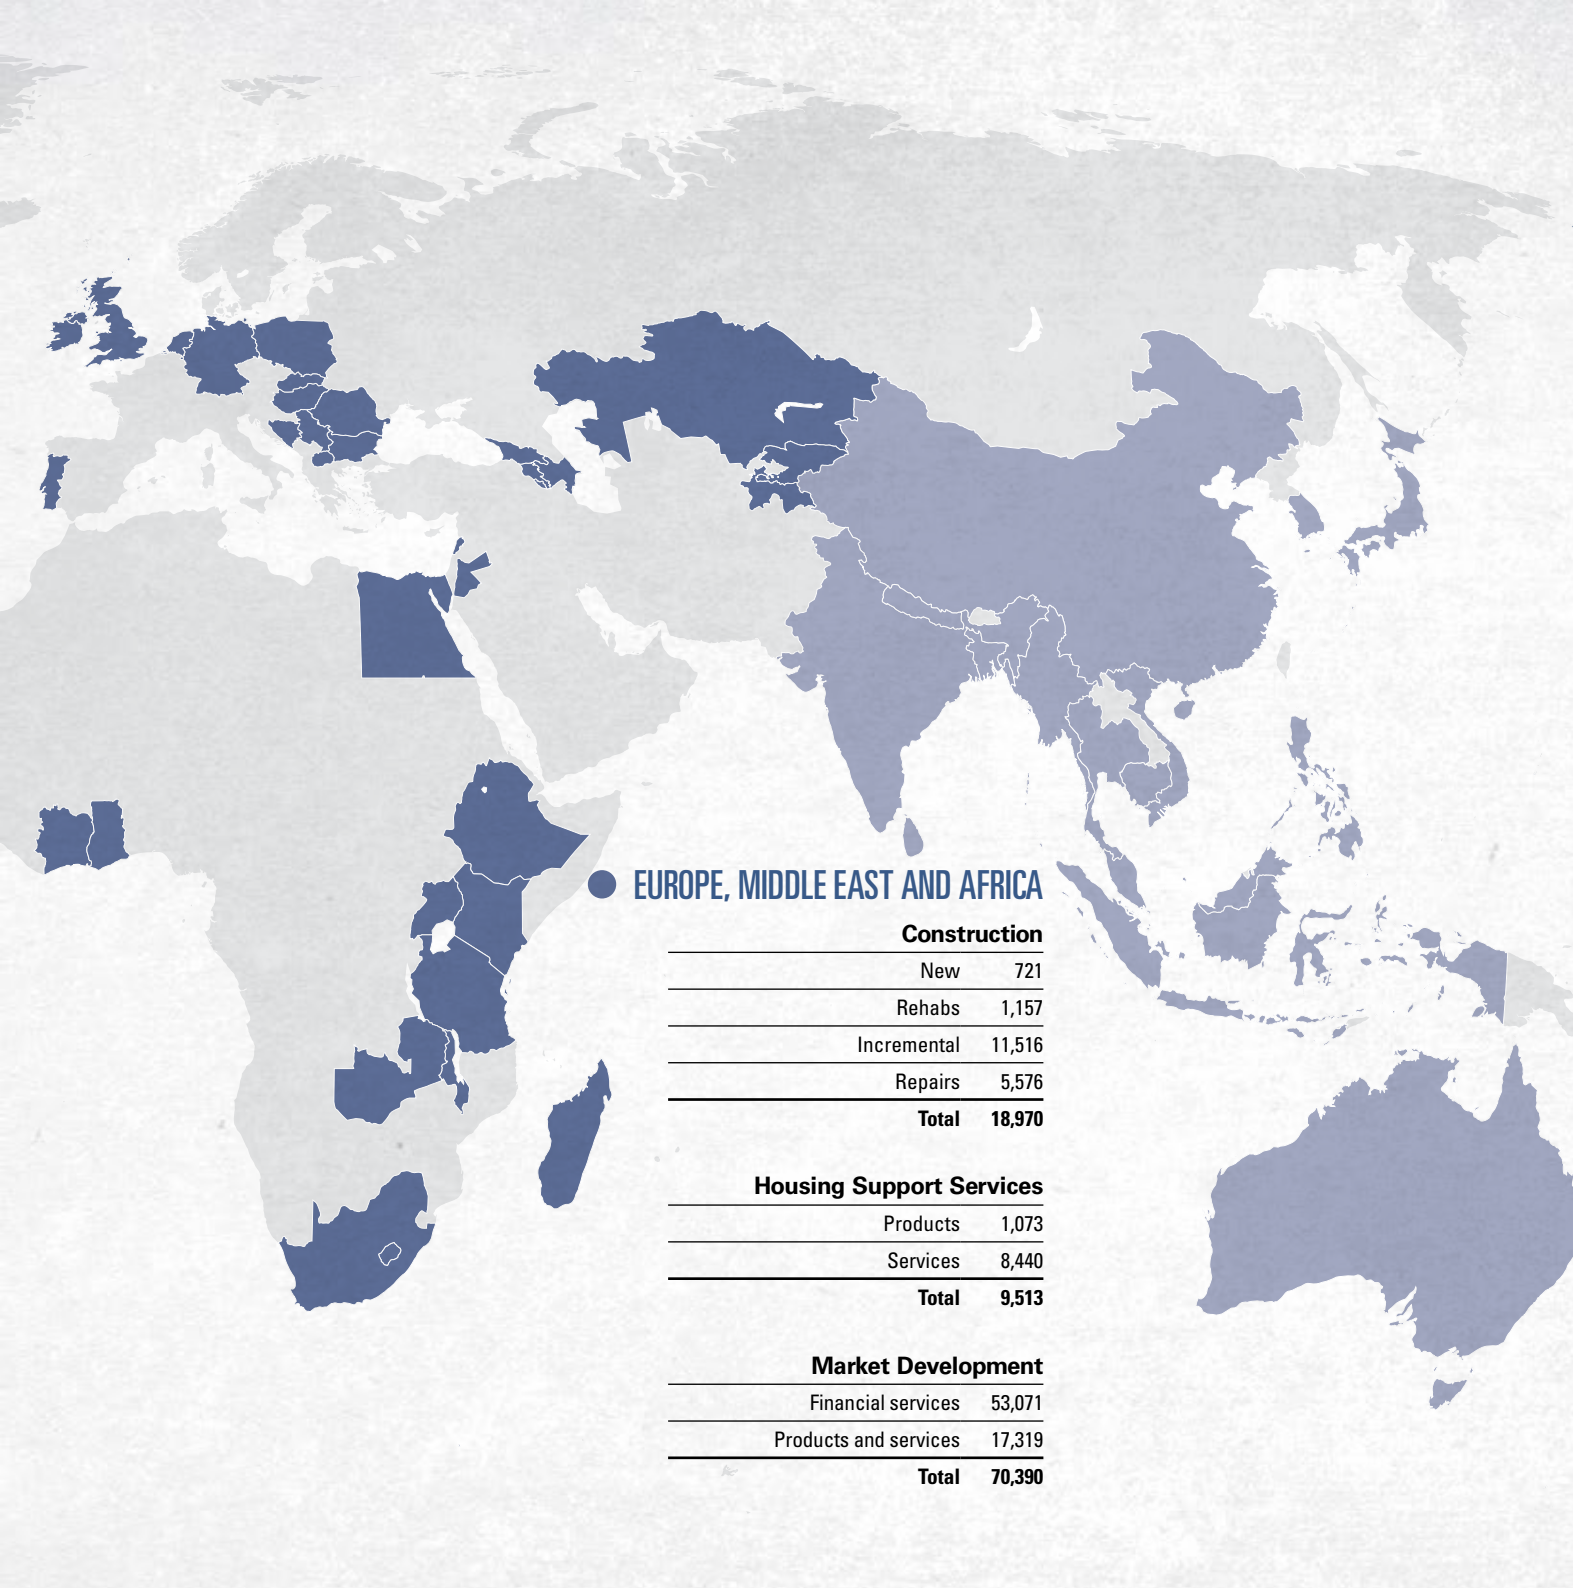 EUROPE, MIDDLE EAST AND AFRICA
Construction
New 721
Rehabs 1,157
Incremental 11,516
Repairs 5,576
Total 18,970
Housing Support Services
Products 1,073
Services 8,440
Total 9,513
Market Development
Financial services 53,071
Products and services 17,319
Total 70,390